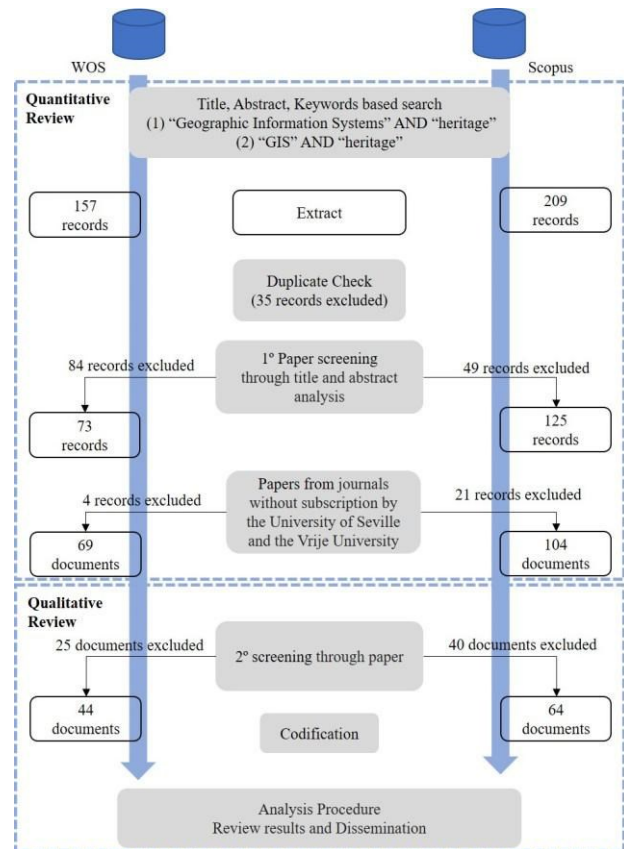 WOS
Scopus
Quantitative
Review
Title, Abstract, Keywords based search
(1) “Geographic Information Systems” AND “heritage”
(2) “GIS” AND “heritage”
157
records
Extract
209
records
Duplicate Check
(35 records excluded)
84 records excluded
1º Paper screening
through title and abstract
analysis
49 records excluded
73
records
125
records
4 records excluded
Papers from journals
without subscription by
the University of Seville
and the Vrije University
21 records excluded
69
documents
104
documents
Qualitative
Review
25 documents excluded
2º screening through paper
40 documents excluded
44
documents
64
documents
Codification
Analysis Procedure
Review results and Dissemination